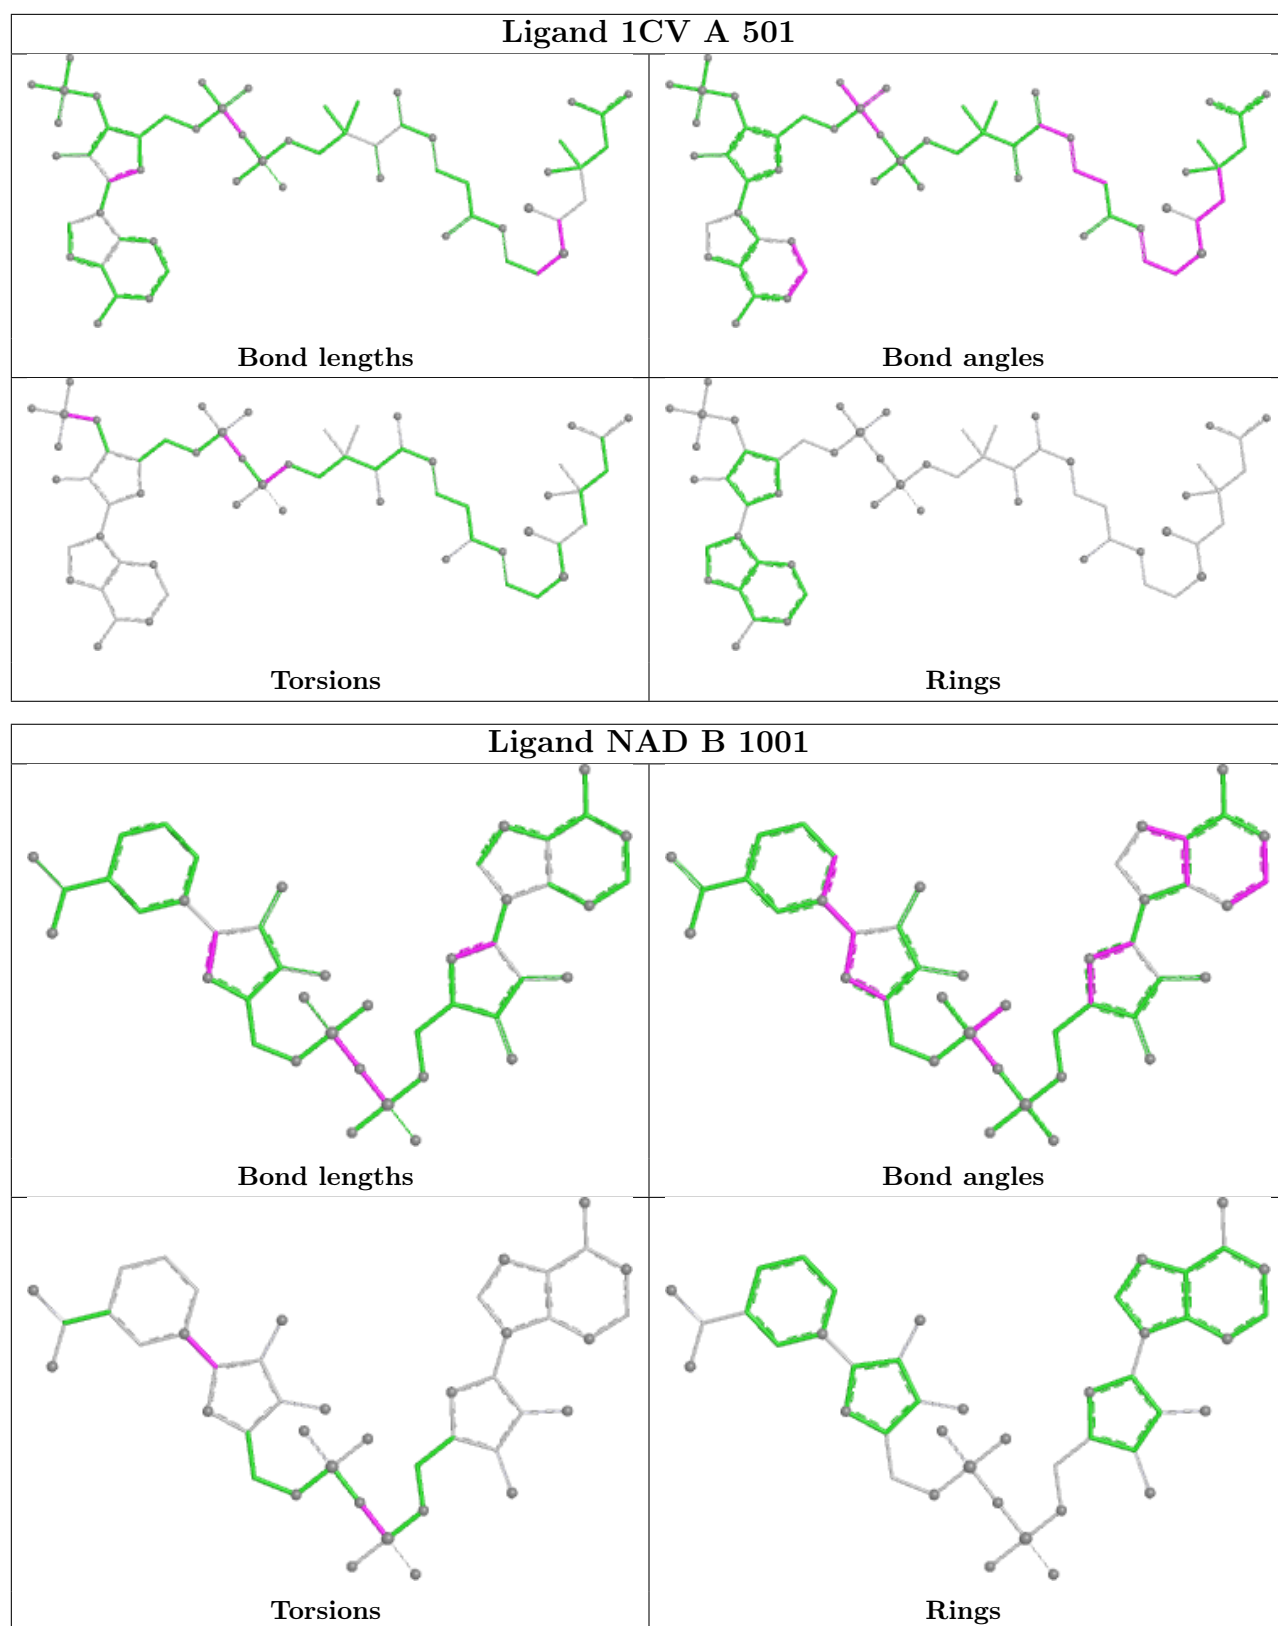 Ligand 1CV A 501
Bond lengths
Bond angles
Torsions
Rings
Ligand NAD B 1001
Bond lengths
Bond angles
Torsions
Rings